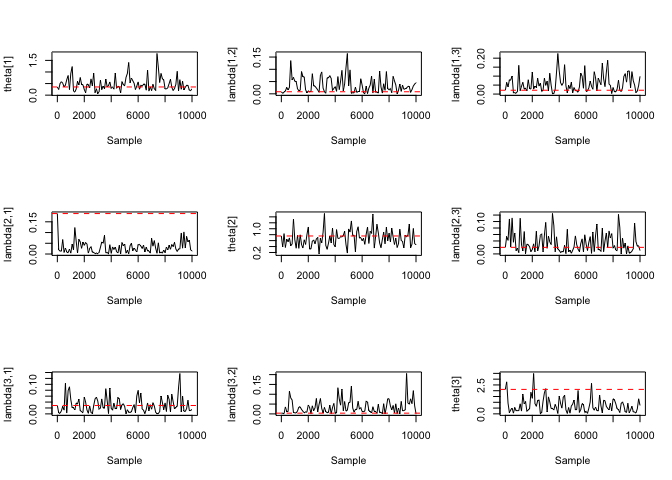 theta[1]
0.0 1.5
0 2000 6000 10000
Sample
lambda[1,2]
0.00 0.15
0 2000 6000 10000
Sample
lambda[1,3]
0.00 0.20
0 2000 6000 10000
Sample
lambda[2,1]
0.00 0.15
0 2000 6000 10000
Sample
theta[2]
0.2 1.0
0 2000 6000 10000
Sample
lambda[2,3]
0.00 0.10
0 2000 6000 10000
Sample
lambda[3,1]
0.00 0.10
0 2000 6000 10000
Sample
lambda[3,2]
0.00 0.15
0 2000 6000 10000
Sample
theta[3]
0.0 2.5
0 2000 6000 10000
Sample